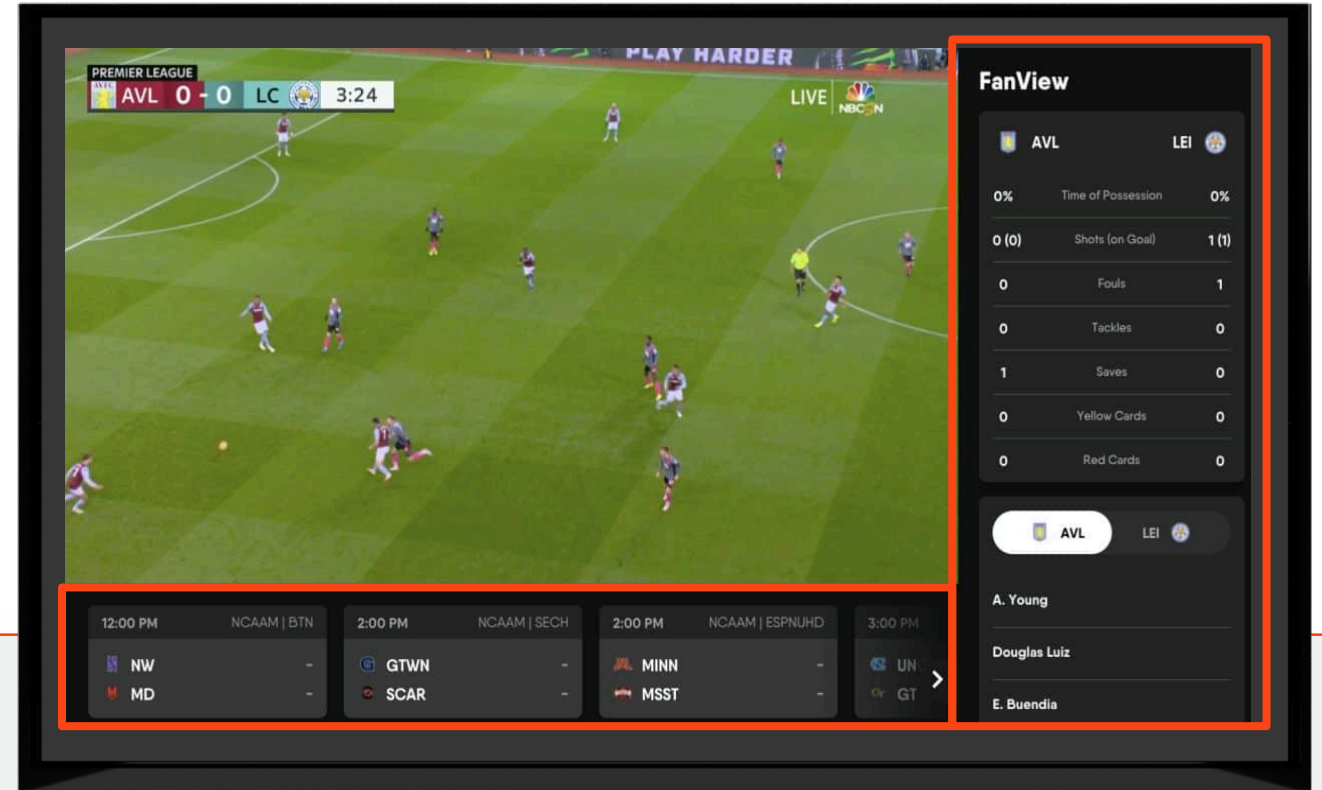 PLAY HARDER
PREMIER LEAGUE
AVL 0 - 0 LC 3:24
LIVE NBCSN
FanView
AVL LEI
0% Time of Possession 0%
0 (0) Shots (on Goal) 1 (1)
0 Fouls 1
0 Tackles 0
1 Saves 0
0 Yellow Cards 0
0 Red Cards 0
AVL LEI
A. Young
Douglas Luiz
E. Buendia
12:00 PM NCAAM | BTN
NW -
MD -
2:00 PM NCAAM | SECH
GTWN -
SCAR -
2:00 PM NCAAM | ESPNUHD
MINN -
MSST -
3:00 PM
UNC
GT